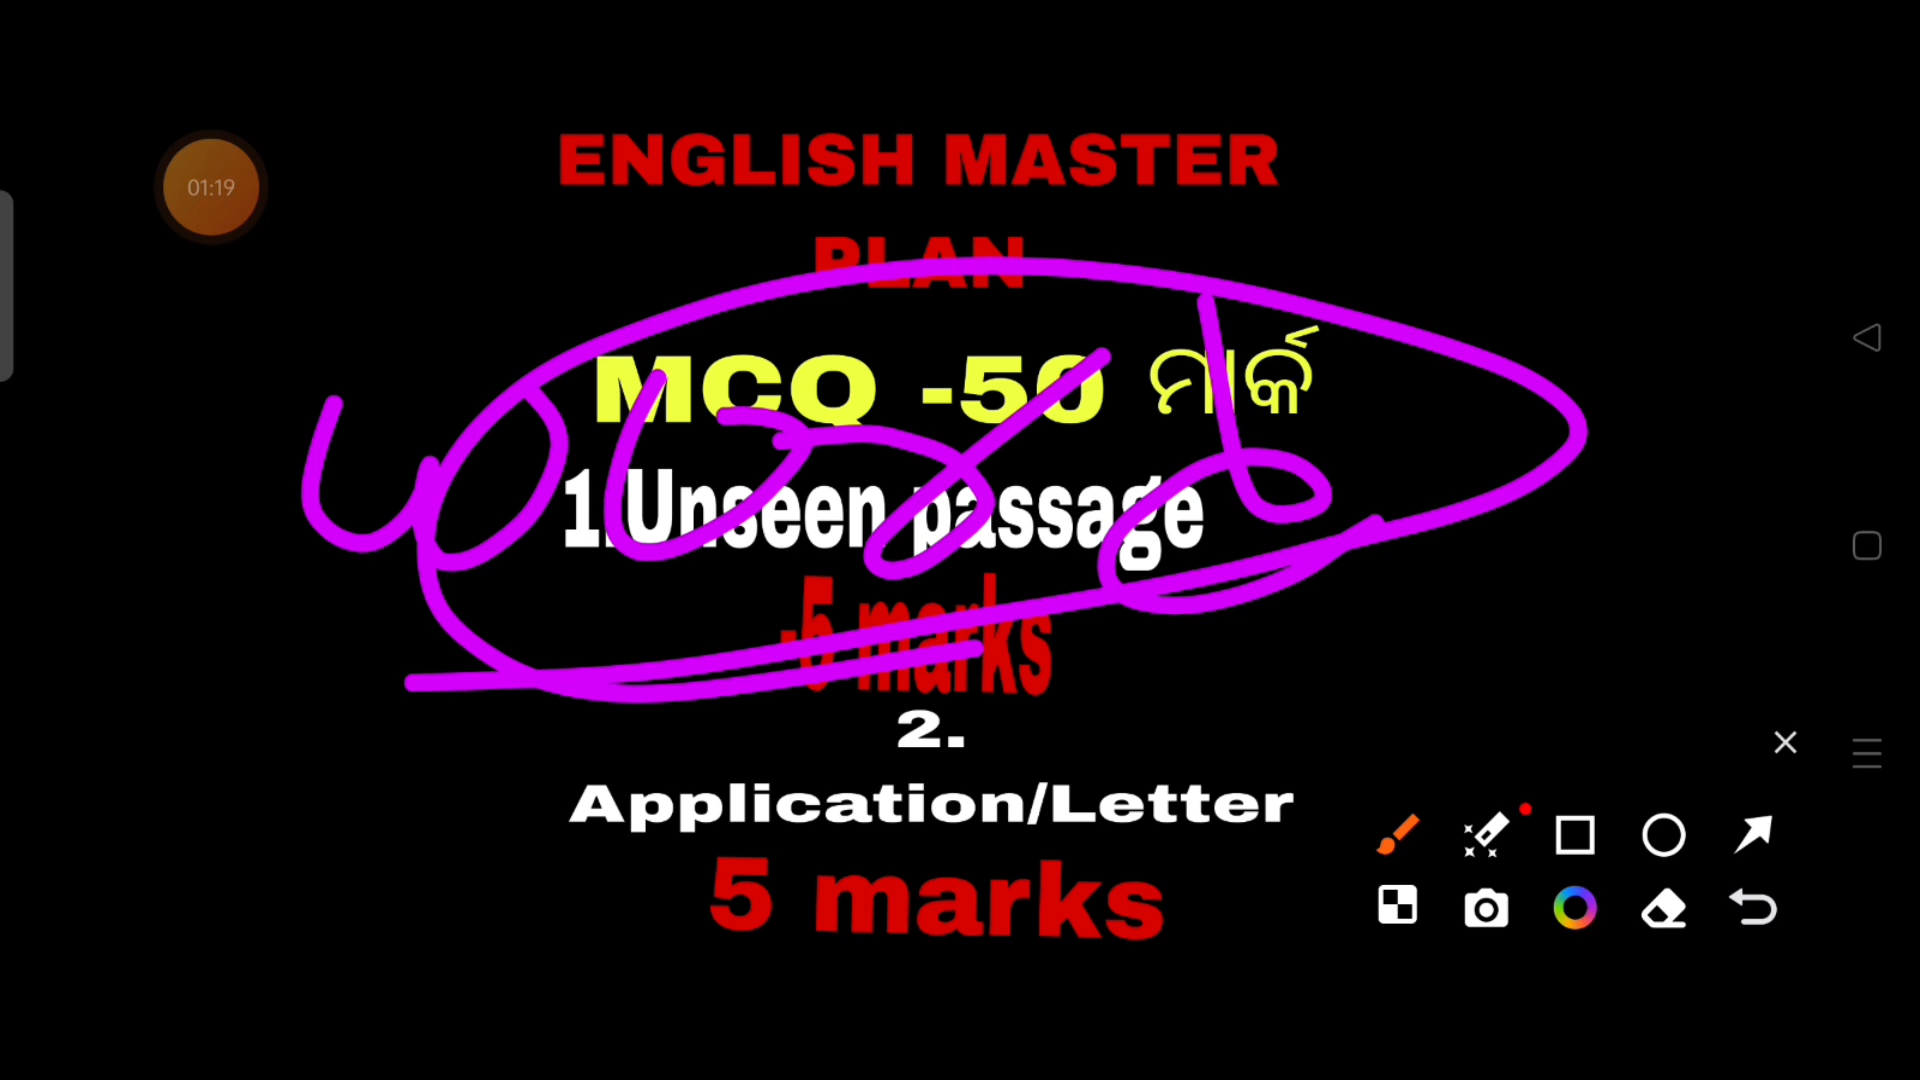 01:19
ENGLISH MASTER
PLAN
MCQ -50 ମାର୍କ
1.Unseen passage
-5 marks
2.
Application/Letter
5 marks